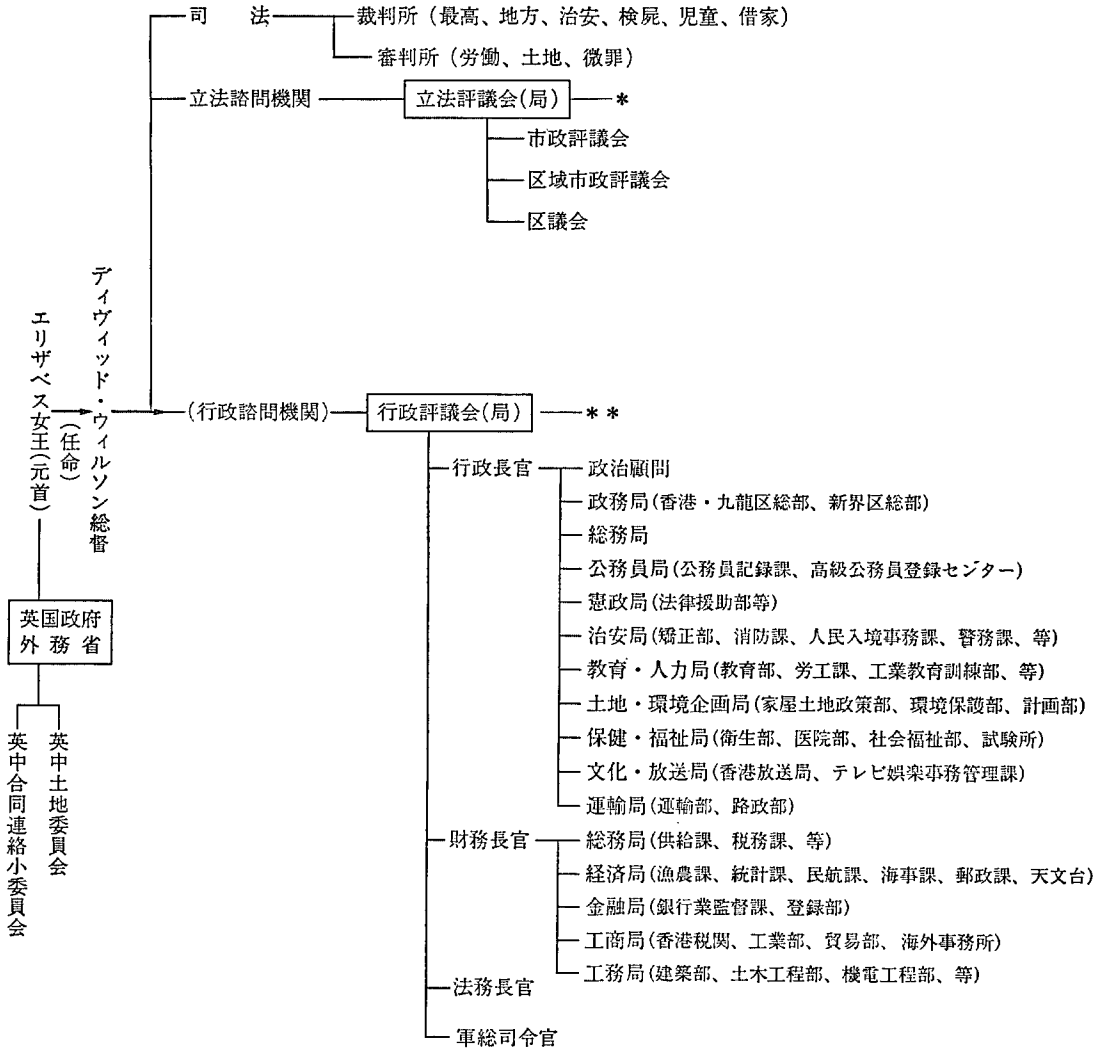 司　法
裁判所（最高、地方、治安、検屍、児童、借家）
審判所（労働、土地、微罪）
立法諮問機関
立法評議会(局)
*
市政評議会
区域市政評議会
区議会
エリザベス女王(元首)
(任命)
ディヴィッド・ウィルソン総督
(行政諮問機関)
行政評議会(局)
**
行政長官
政治顧問
政務局(香港・九龍区総部、新界区総部)
総務局
公務員局(公務員記録課、高級公務員登録センター)
憲政局(法律援助部等)
治安局(矯正部、消防課、人民入境事務課、警務課、等)
教育・人力局(教育部、労工課、工業教育訓練部、等)
土地・環境企画局(家屋土地政策部、環境保護部、計画部)
保健・福祉局(衛生部、医院部、社会福祉部、試験所)
文化・放送局(香港放送局、テレビ娯楽事務管理課)
運輸局(運輸部、路政部)
財務長官
総務局(供給課、税務課、等)
経済局(漁農課、統計課、民航課、海事課、郵政課、天文台)
金融局(銀行業監督課、登録部)
工商局(香港税関、工業部、貿易部、海外事務所)
工務局(建築部、土木工程部、機電工程部、等)
法務長官
軍総司令官
英国政府
外務省
英中土地委員会
英中合同連絡小委員会